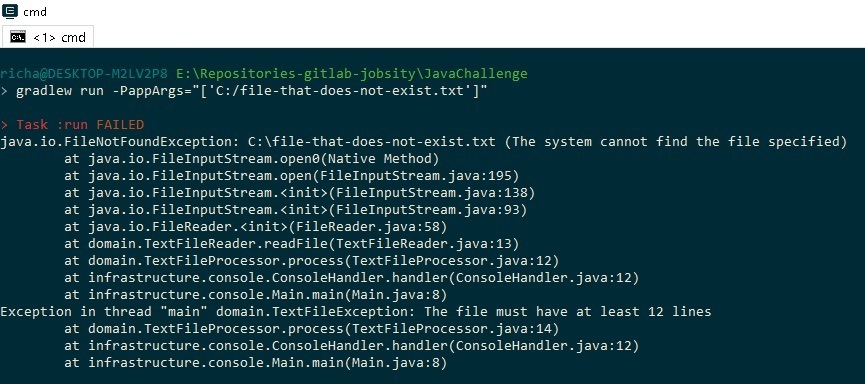 cmd
<1> cmd
richa@DESKTOP-M2LV2P8 E:\Repositories-gitlab-jobsity\JavaChallenge
> gradlew run -PappArgs="['C:/file-that-does-not-exist.txt']"
> Task :run FAILED
java.io.FileNotFoundException: C:\file-that-does-not-exist.txt (The system cannot find the file specified)
at java.io.FileInputStream.open0(Native Method)
at java.io.FileInputStream.open(FileInputStream.java:195)
at java.io.FileInputStream.<init>(FileInputStream.java:138)
at java.io.FileInputStream.<init>(FileInputStream.java:93)
at java.io.FileReader.<init>(FileReader.java:58)
at domain.TextFileReader.readFile(TextFileReader.java:13)
at domain.TextFileProcessor.process(TextFileProcessor.java:12)
at infrastructure.console.ConsoleHandler.handler(ConsoleHandler.java:12)
at infrastructure.console.Main.main(Main.java:8)
Exception in thread "main" domain.TextFileException: The file must have at least 12 lines
at domain.TextFileProcessor.process(TextFileProcessor.java:14)
at infrastructure.console.ConsoleHandler.handler(ConsoleHandler.java:12)
at infrastructure.console.Main.main(Main.java:8)